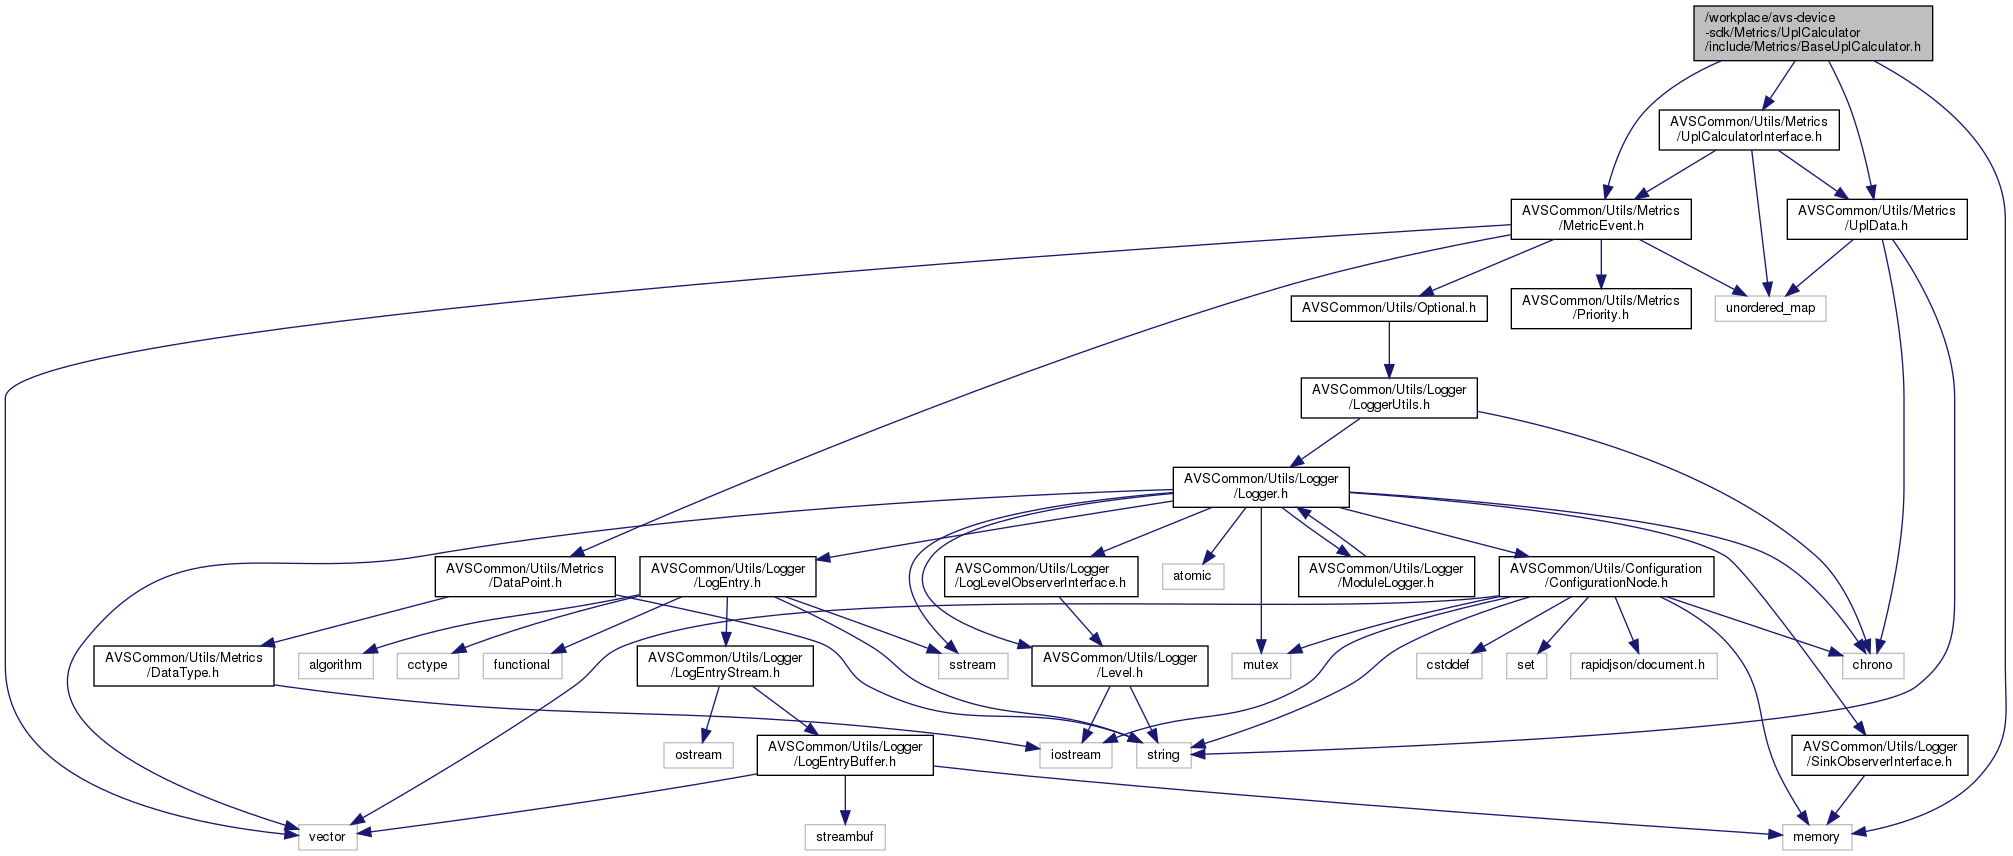 /workplace/avs-device
-sdk/Metrics/UplCalculator
/include/Metrics/BaseUplCalculator.h
AVSCommon/Utils/Metrics
/UplCalculatorInterface.h
AVSCommon/Utils/Metrics
/MetricEvent.h
AVSCommon/Utils/Metrics
/UplData.h
AVSCommon/Utils/Optional.h
AVSCommon/Utils/Metrics
/Priority.h
unordered_map
AVSCommon/Utils/Logger
/LoggerUtils.h
AVSCommon/Utils/Logger
/Logger.h
AVSCommon/Utils/Metrics
/DataPoint.h
AVSCommon/Utils/Logger
/LogEntry.h
AVSCommon/Utils/Logger
/LogLevelObserverInterface.h
atomic
AVSCommon/Utils/Logger
/ModuleLogger.h
AVSCommon/Utils/Configuration
/ConfigurationNode.h
AVSCommon/Utils/Metrics
/DataType.h
algorithm
cctype
functional
AVSCommon/Utils/Logger
/LogEntryStream.h
sstream
AVSCommon/Utils/Logger
/Level.h
mutex
cstddef
set
rapidjson/document.h
chrono
ostream
AVSCommon/Utils/Logger
/LogEntryBuffer.h
iostream
string
AVSCommon/Utils/Logger
/SinkObserverInterface.h
vector
streambuf
memory